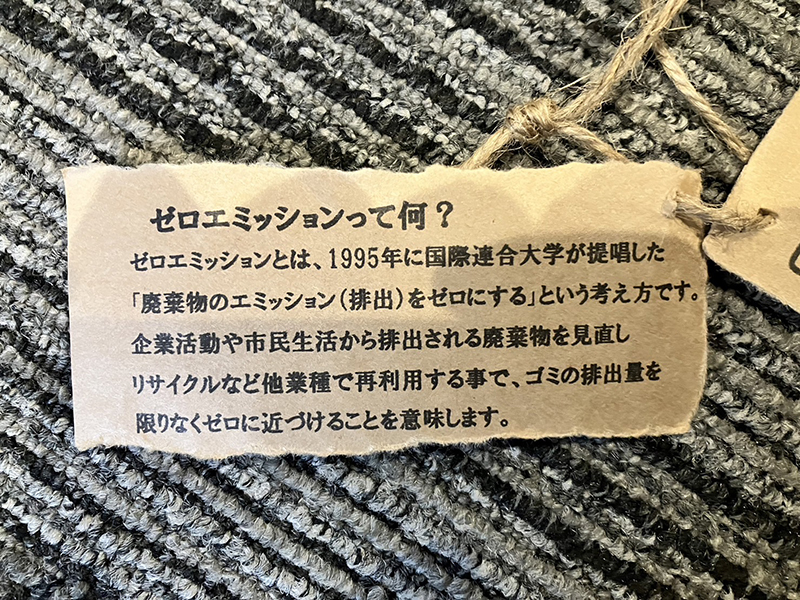 ゼロエミッションって何？
ゼロエミッションとは、1995年に国際連合大学が提唱した
「廃棄物のエミッション（排出）をゼロにする」という考え方です。
企業活動や市民生活から排出される廃棄物を見直し
リサイクルなど他業種で再利用する事で、ゴミの排出量を
限りなくゼロに近づけることを意味します。